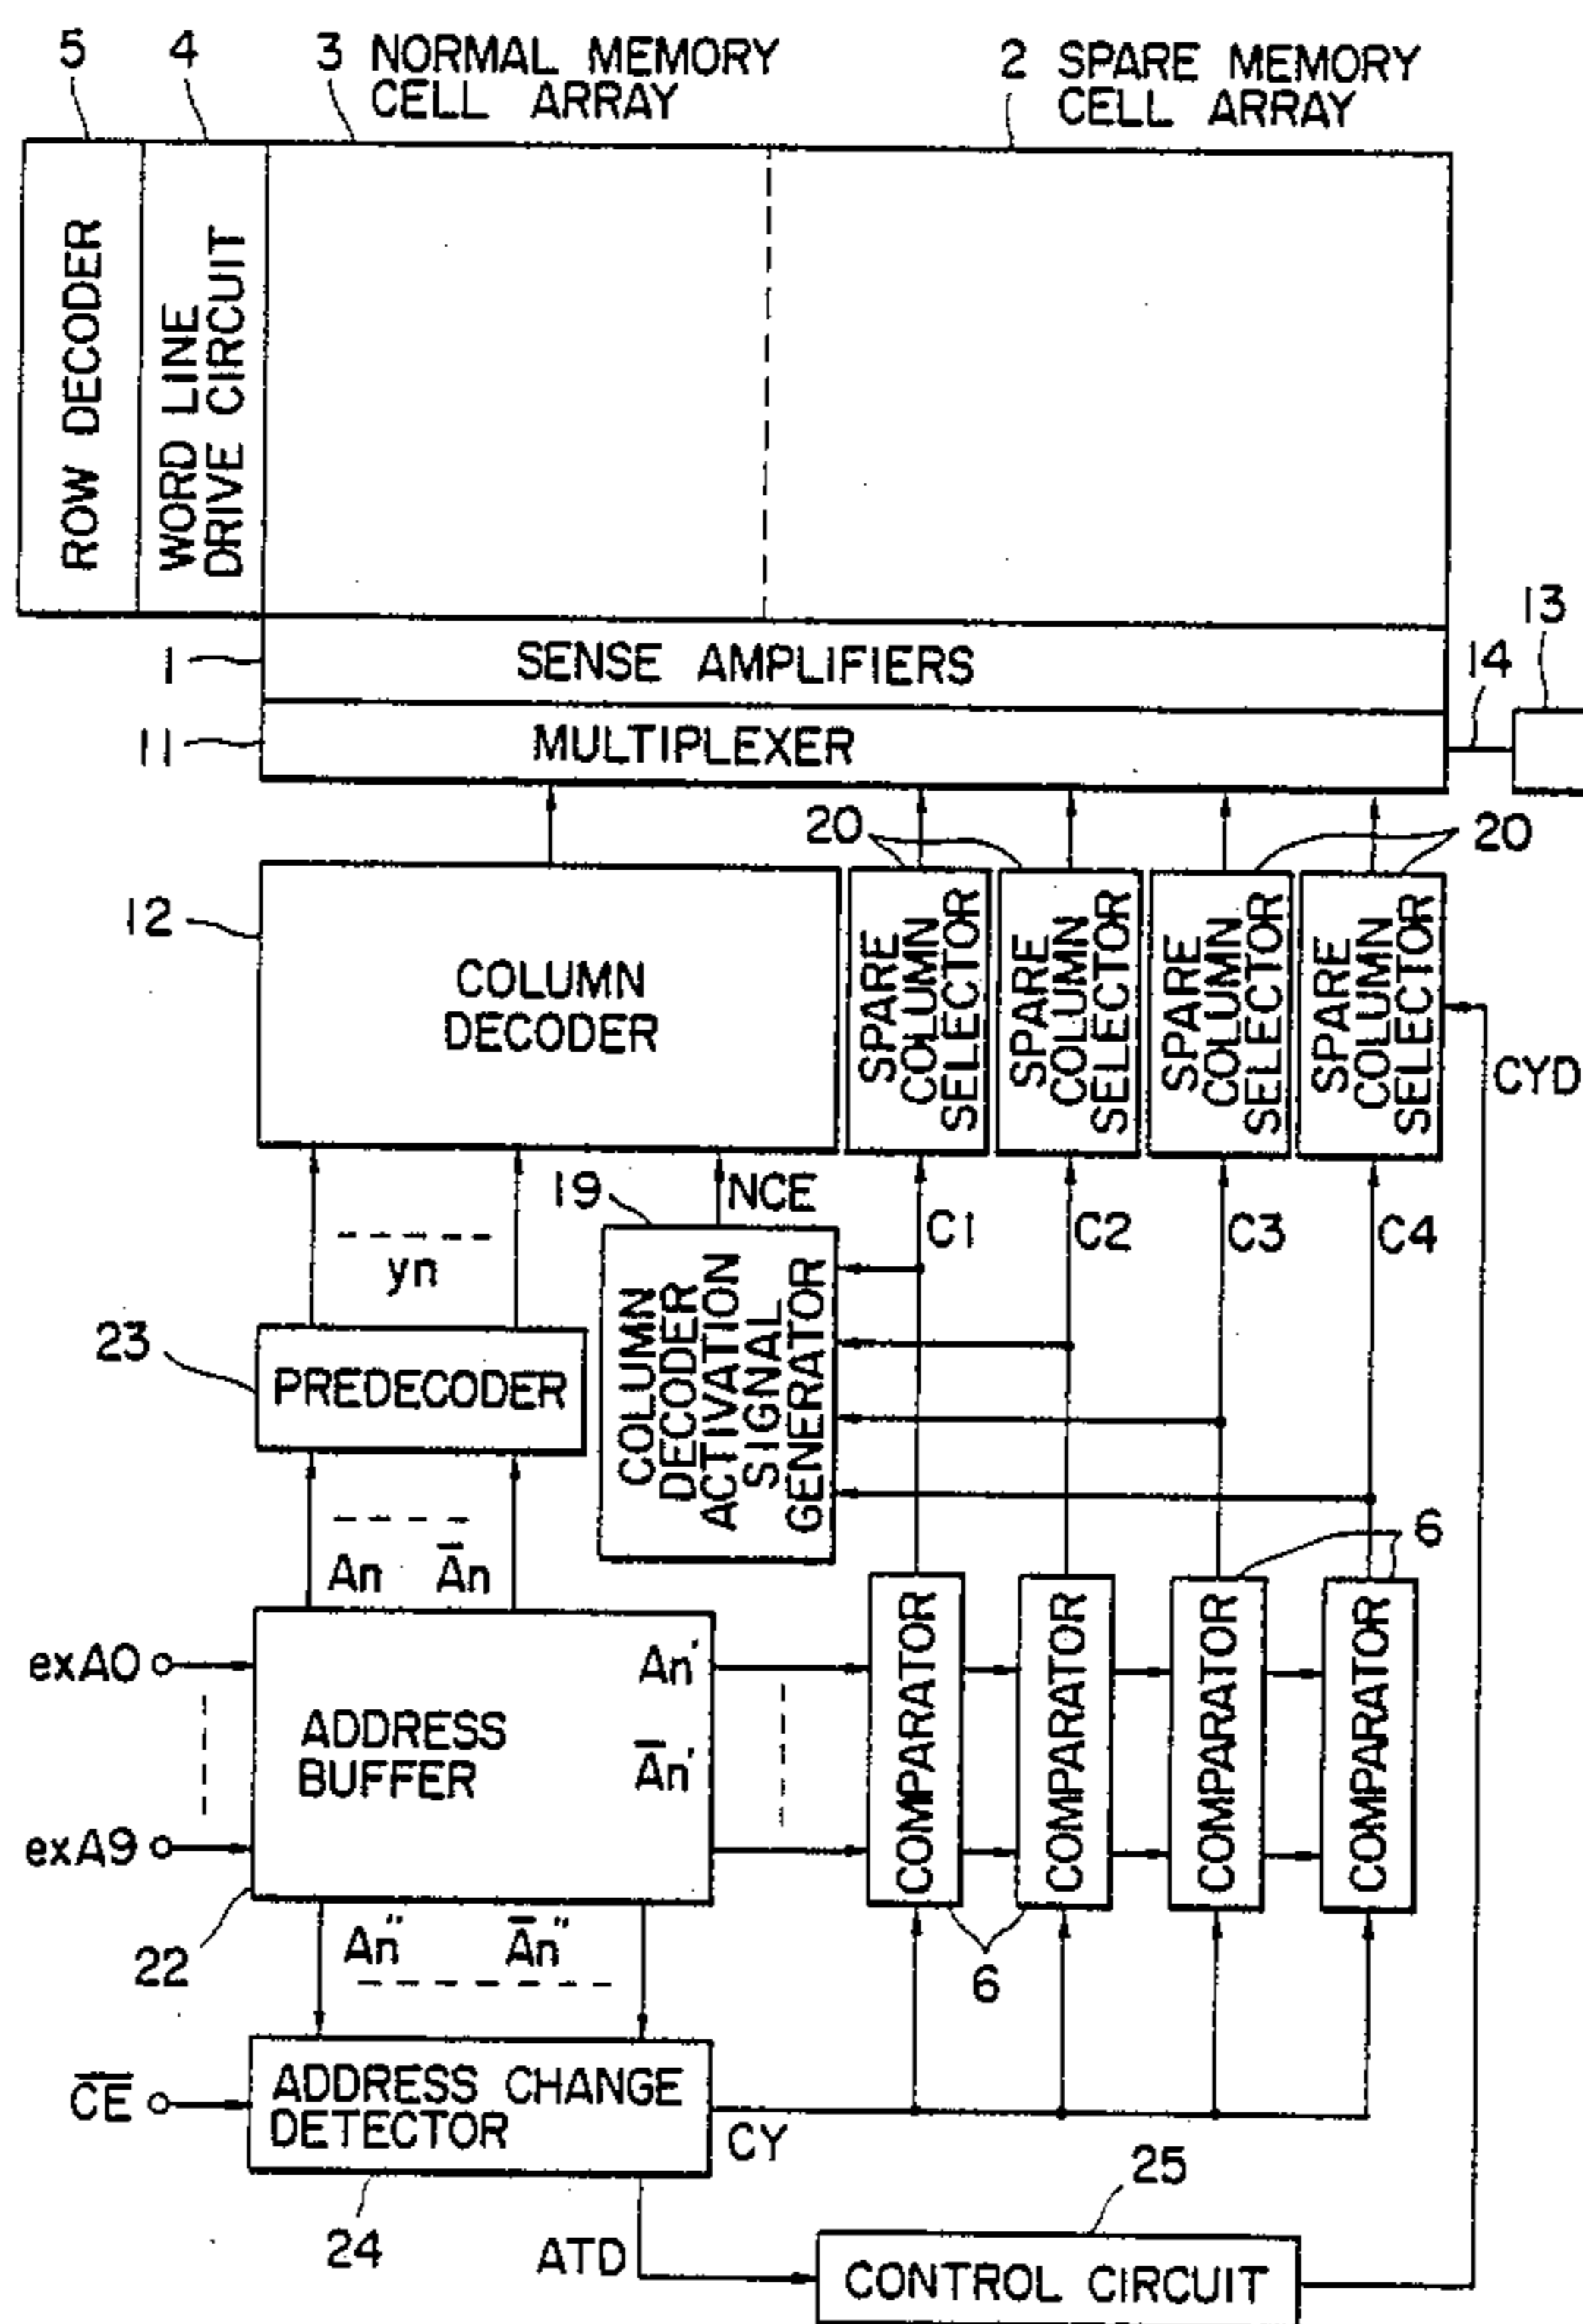 5 4 3 NORMAL MEMORY
CELL ARRAY
2 SPARE MEMORY
CELL ARRAY
ROW DECODER
WORD LINE
DRIVE CIRCUIT
1 SENSE AMPLIFIERS
11 MULTIPLEXER
14
13
20
20
12
COLUMN
DECODER
SPARE
COLUMN
SELECTOR
SPARE
COLUMN
SELECTOR
SPARE
COLUMN
SELECTOR
SPARE
COLUMN
SELECTOR
CYD
19
NCE
C1
C2
C3
C4
yn
23
PREDECODER
COLUMN
DECODER
ACTIVATION
SIGNAL
GENERATOR
An A̅n
6
exA0
ADDRESS
BUFFER
An'
A̅n'
exA9
COMPARATOR
COMPARATOR
COMPARATOR
COMPARATOR
22
An" A̅n"
6
C̅E̅
ADDRESS CHANGE
DETECTOR
CY
24
ATD
25
CONTROL CIRCUIT